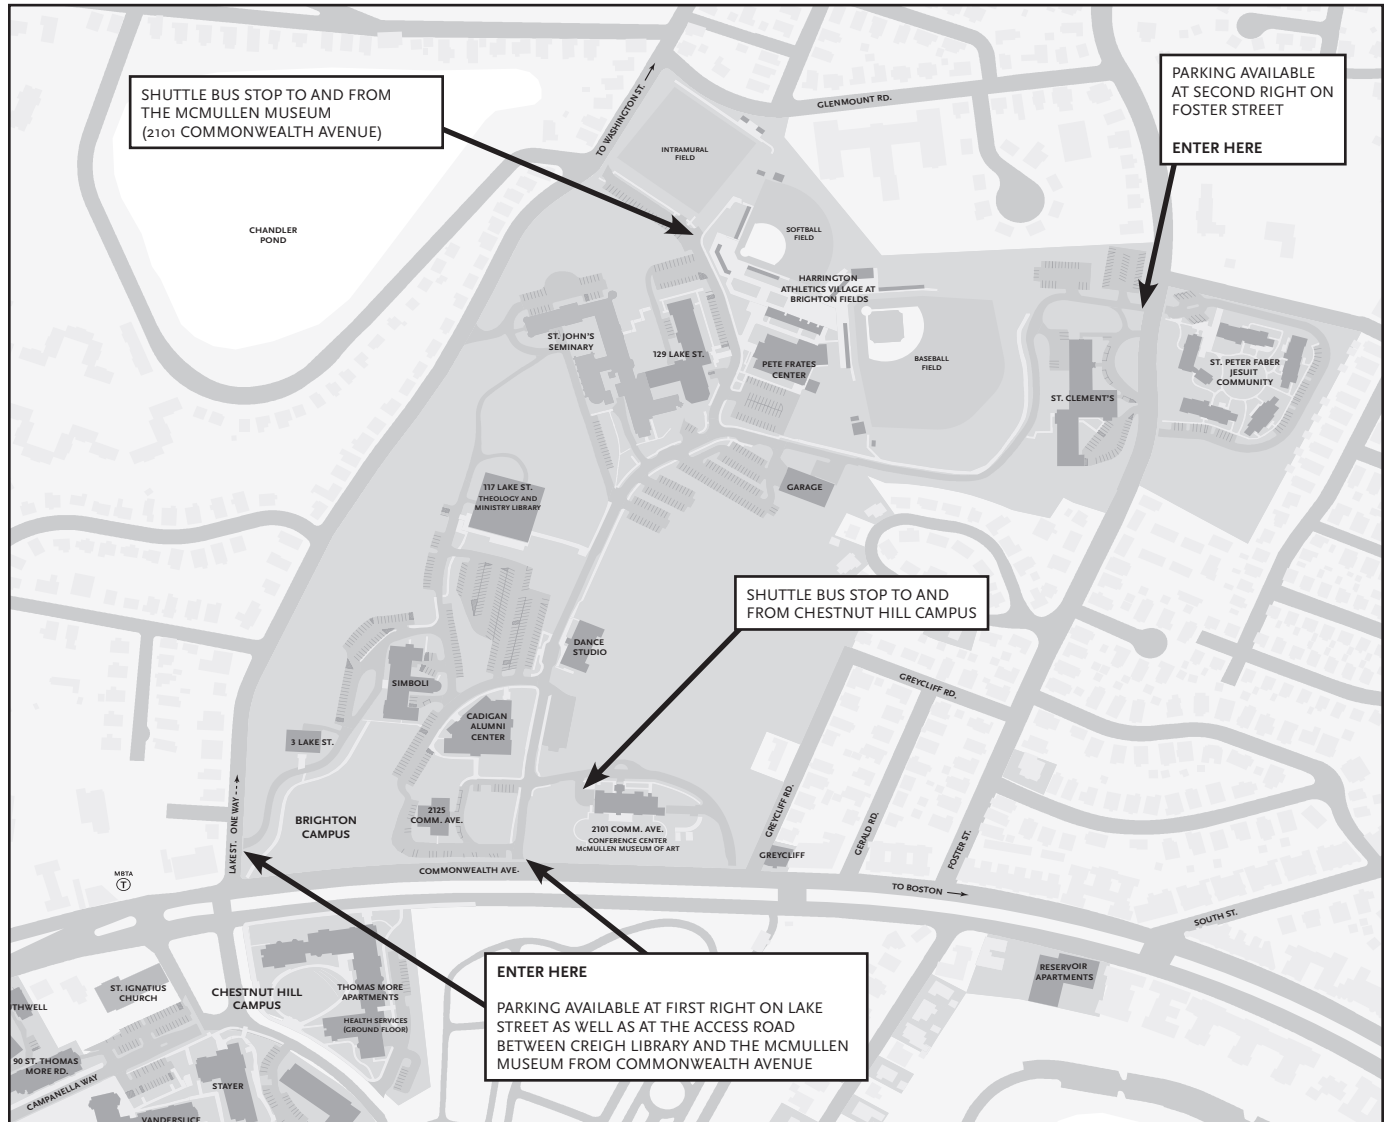 SHUTTLE BUS STOP TO AND FROM
THE MCMULLEN MUSEUM
(2101 COMMONWEALTH AVENUE)
PARKING AVAILABLE
AT SECOND RIGHT ON
FOSTER STREET
ENTER HERE
TO WASHINGTON ST.
GLENMOUNT RD.
INTRAMURAL
FIELD
CHANDLER
POND
SOFTBALL
FIELD
HARRINGTON
ATHLETICS VILLAGE AT
BRIGHTON FIELDS
ST. JOHN'S
SEMINARY
129 LAKE ST.
PETE FRATES
CENTER
BASEBALL
FIELD
ST. CLEMENT'S
ST. PETER FABER
JESUIT
COMMUNITY
117 LAKE ST.
THEOLOGY AND
MINISTRY LIBRARY
GARAGE
SHUTTLE BUS STOP TO AND
FROM CHESTNUT HILL CAMPUS
DANCE
STUDIO
SIMBOLI
CADIGAN
ALUMNI
CENTER
3 LAKE ST.
GREYCLIFF RD.
LAKE ST. ONE WAY
BRIGHTON
CAMPUS
2125
COMM. AVE.
2101 COMM. AVE.
CONFERENCE CENTER
MCMULLEN MUSEUM OF ART
GREYCLIFF RD.
GREYCLIFF
GERALD RD.
FOSTER ST.
MBTA
T
COMMONWEALTH AVE.
TO BOSTON
SOUTH ST.
ENTER HERE
PARKING AVAILABLE AT FIRST RIGHT ON LAKE
STREET AS WELL AS AT THE ACCESS ROAD
BETWEEN CREIGH LIBRARY AND THE MCMULLEN
MUSEUM FROM COMMONWEALTH AVENUE
RESERVOIR
APARTMENTS
ST. IGNATIUS
CHURCH
CHESTNUT HILL
CAMPUS
THOMAS MORE
APARTMENTS
HEALTH SERVICES
(GROUND FLOOR)
UTHWELL
90 ST. THOMAS
MORE RD.
CAMPANELLA WAY
STAYER
VANDERSLICE